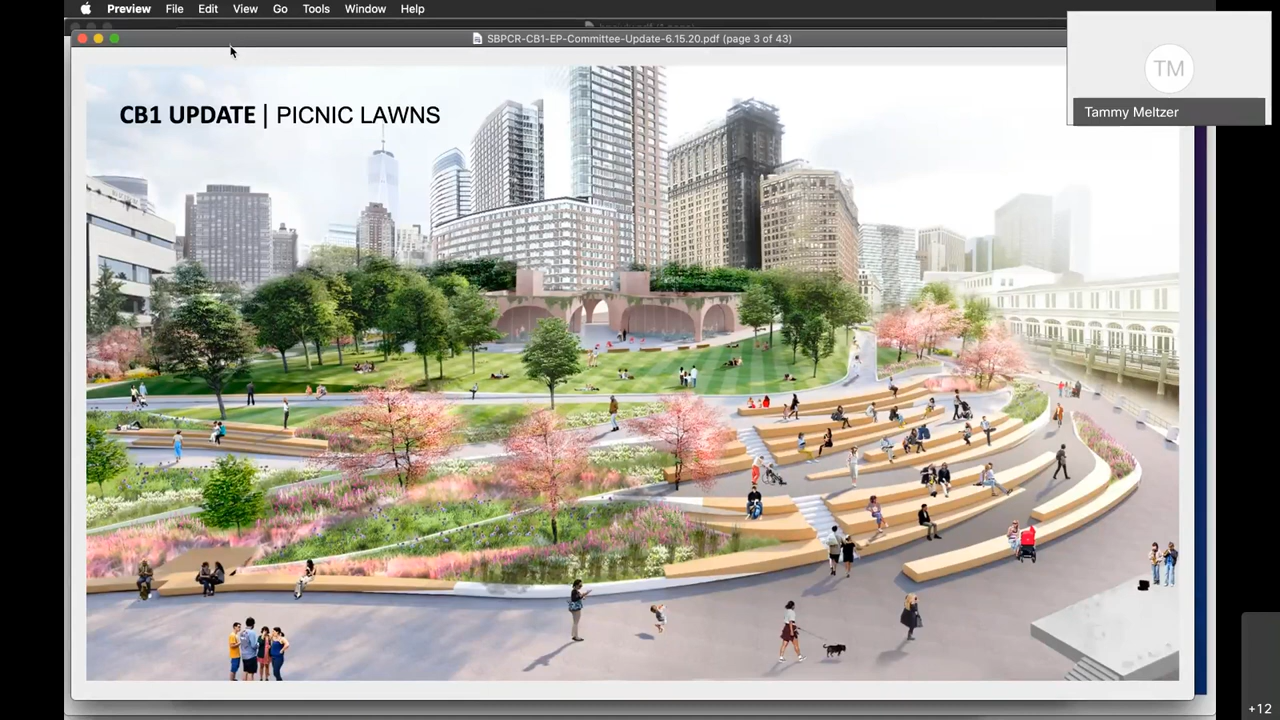 Preview File Edit View Go Tools Window Help
SBPCR-CB1-EP-Committee-Update-6.15.20.pdf (page 3 of 43)
TM
Tammy Meltzer
CB1 UPDATE | PICNIC LAWNS
+12